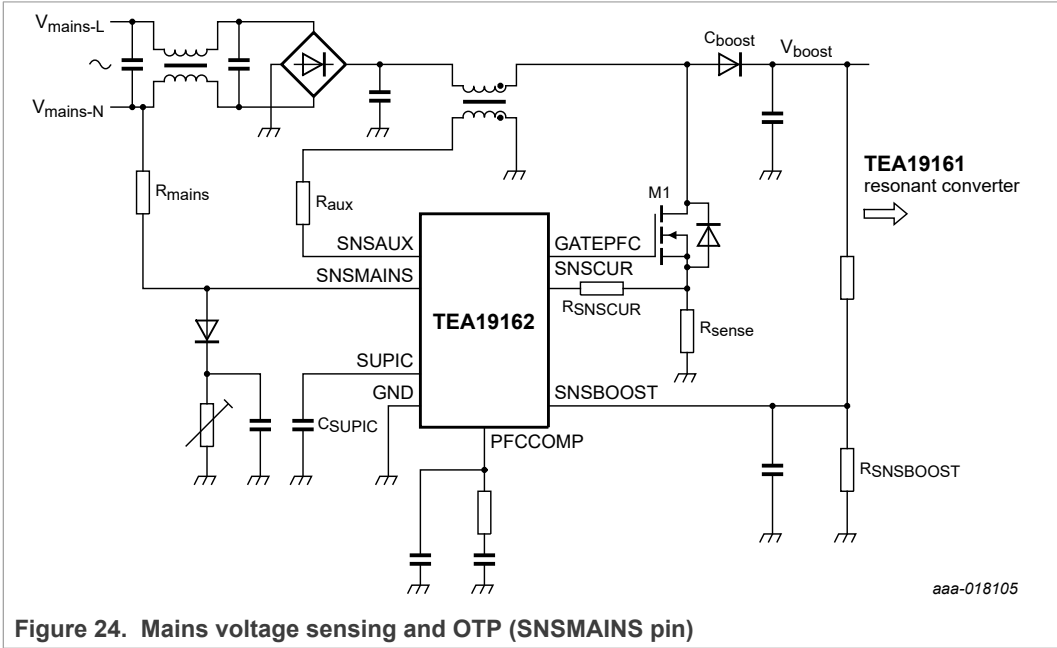 Vmains-L
Cboost
Vboost
Vmains-N
Rmains
Raux
M1
TEA19161
resonant converter
SNSAUX
GATEPFC
SNSMAINS
SNSCUR
RSNSCUR
TEA19162
Rsense
SUPIC
GND
SNSBOOST
CSUPIC
PFCCOMP
RSNSBOOST
aaa-018105
Figure 24. Mains voltage sensing and OTP (SNSMAINS pin)